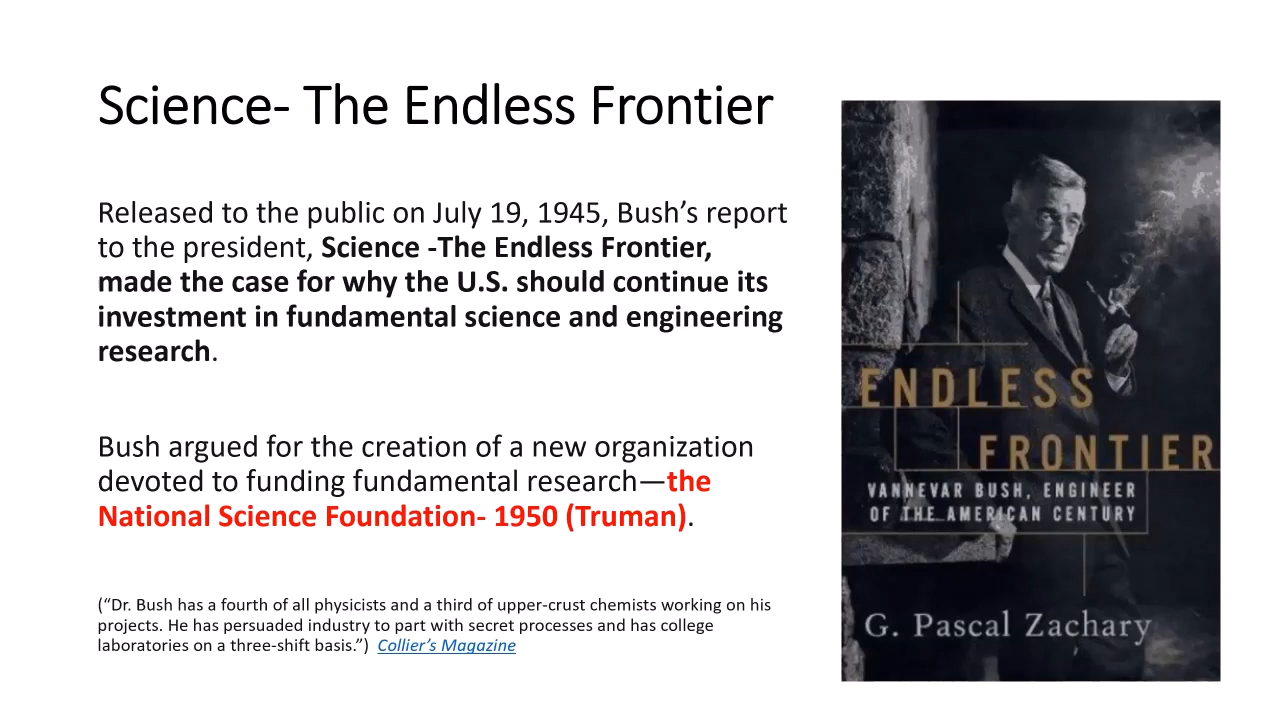 Science- The Endless Frontier
Released to the public on July 19, 1945, Bush’s report
to the president, Science -The Endless Frontier,
made the case for why the U.S. should continue its
investment in fundamental science and engineering
research.
Bush argued for the creation of a new organization
devoted to funding fundamental research—the
National Science Foundation- 1950 (Truman).
(“Dr. Bush has a fourth of all physicists and a third of upper-crust chemists working on his
projects. He has persuaded industry to part with secret processes and has college
laboratories on a three-shift basis.”) Collier’s Magazine
ENDLESS
FRONTIER
VANNEVAR BUSH, ENGINEER
OF THE AMERICAN CENTURY
G. Pascal Zachary